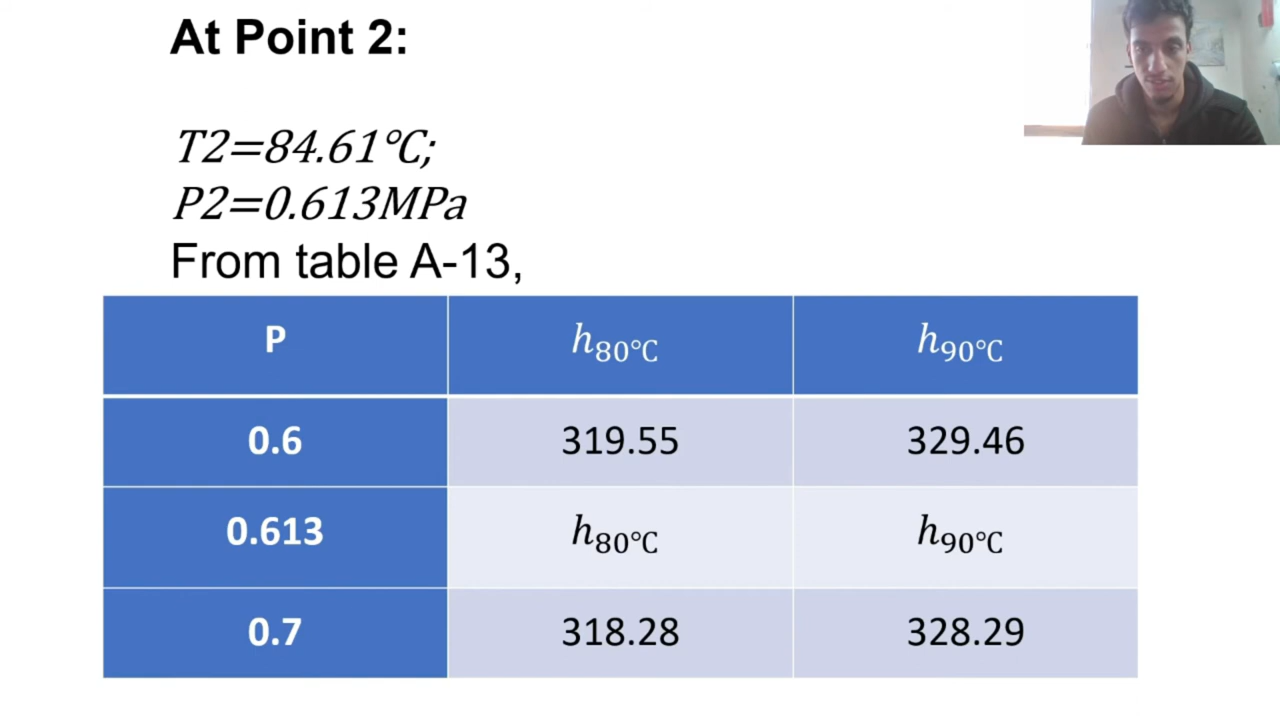 At Point 2:
T2=84.61℃;
P2=0.613MPa
From table A-13,
P h80℃ h90℃
0.6 319.55 329.46
0.613 h80℃ h90℃
0.7 318.28 328.29